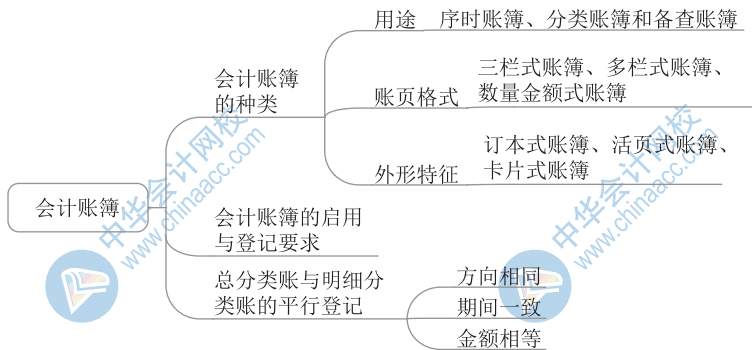 用途 序时账簿、分类账簿和备查账簿
会计账簿
的种类
账页格式
三栏式账簿、多栏式账簿、
数量金额式账簿
外形特征
订本式账簿、活页式账簿、
卡片式账簿
会计账簿
会计账簿的启用
与登记要求
总分类账与明细分
类账的平行登记
方向相同
期间一致
金额相等
中华会计网校
www.chinaacc.com
中华会计网校
www.chinaacc.com